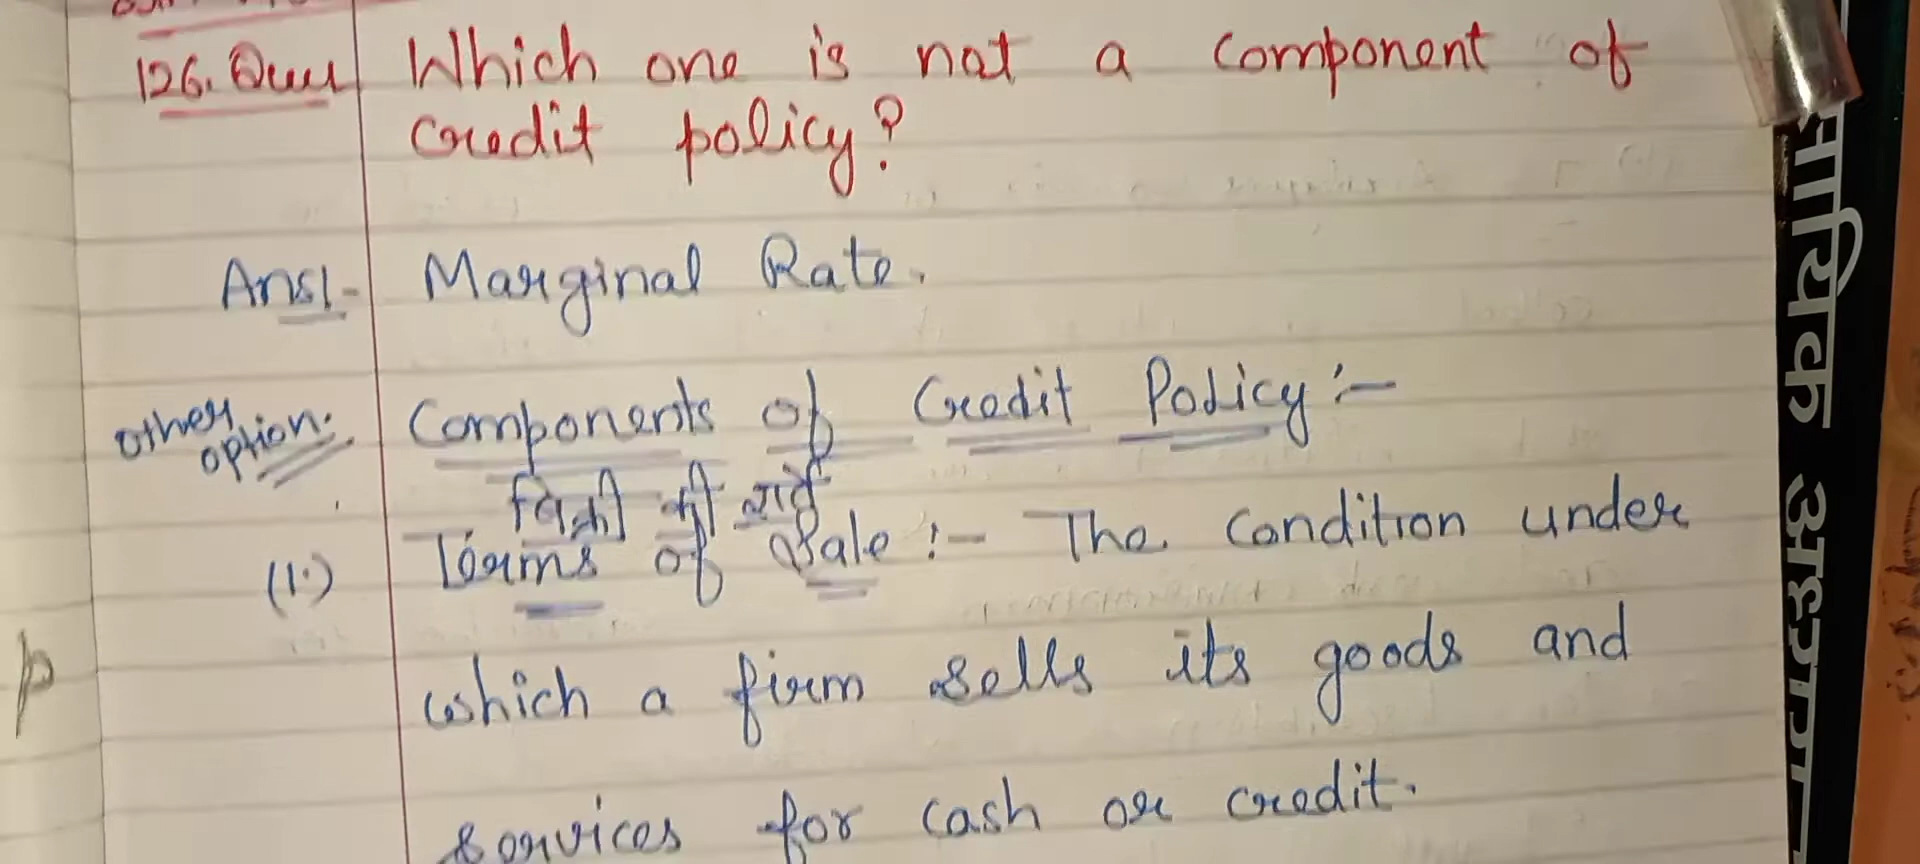 126. Que Which one is not a component of
credit policy?
Ans!- Marginal Rate.
other option:- Components of Credit Policy:-
बिक्री की शर्तें
(1.) Terms of Sale :- The condition under
which a firm sells its goods and
services for cash or credit.